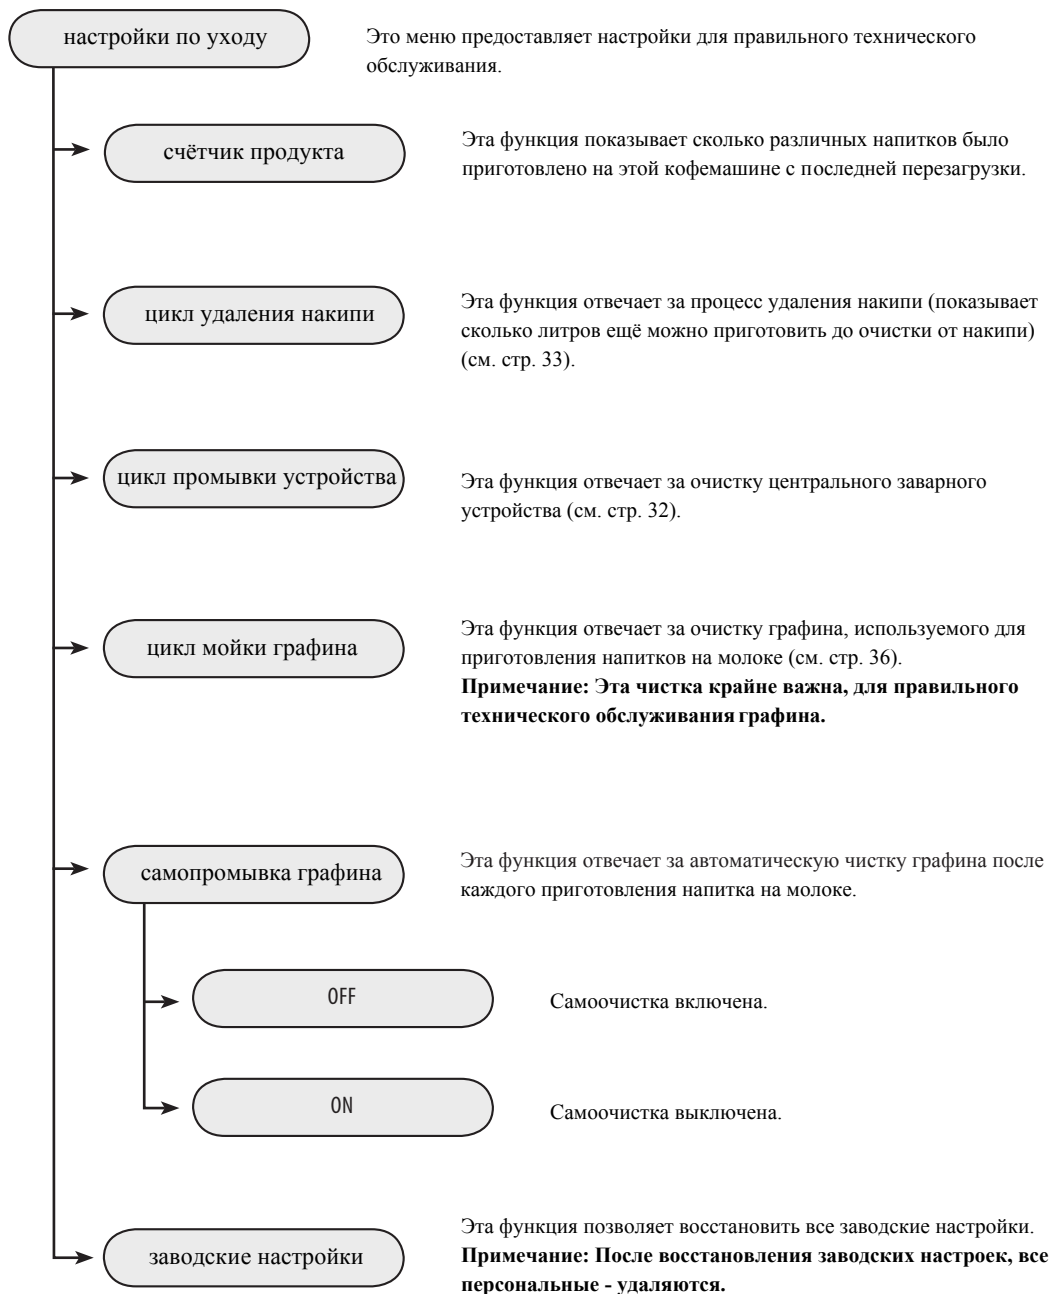 настройки по уходу
Это меню предоставляет настройки для правильного технического
обслуживания.
счётчик продукта
Эта функция показывает сколько различных напитков было
приготовлено на этой кофемашине с последней перезагрузки.
цикл удаления накипи
Эта функция отвечает за процесс удаления накипи (показывает
сколько литров ещё можно приготовить до очистки от накипи)
(см. стр. 33).
цикл промывки устройства
Эта функция отвечает за очистку центрального заварного
устройства (см. стр. 32).
цикл мойки графина
Эта функция отвечает за очистку графина, используемого для
приготовления напитков на молоке (см. стр. 36).
Примечание: Эта чистка крайне важна, для правильного
технического обслуживания графина.
самопромывка графина
Эта функция отвечает за автоматическую чистку графина после
каждого приготовления напитка на молоке.
OFF
Самоочистка включена.
ON
Самоочистка выключена.
заводские настройки
Эта функция позволяет восстановить все заводские настройки.
Примечание: После восстановления заводских настроек, все
персональные - удаляются.